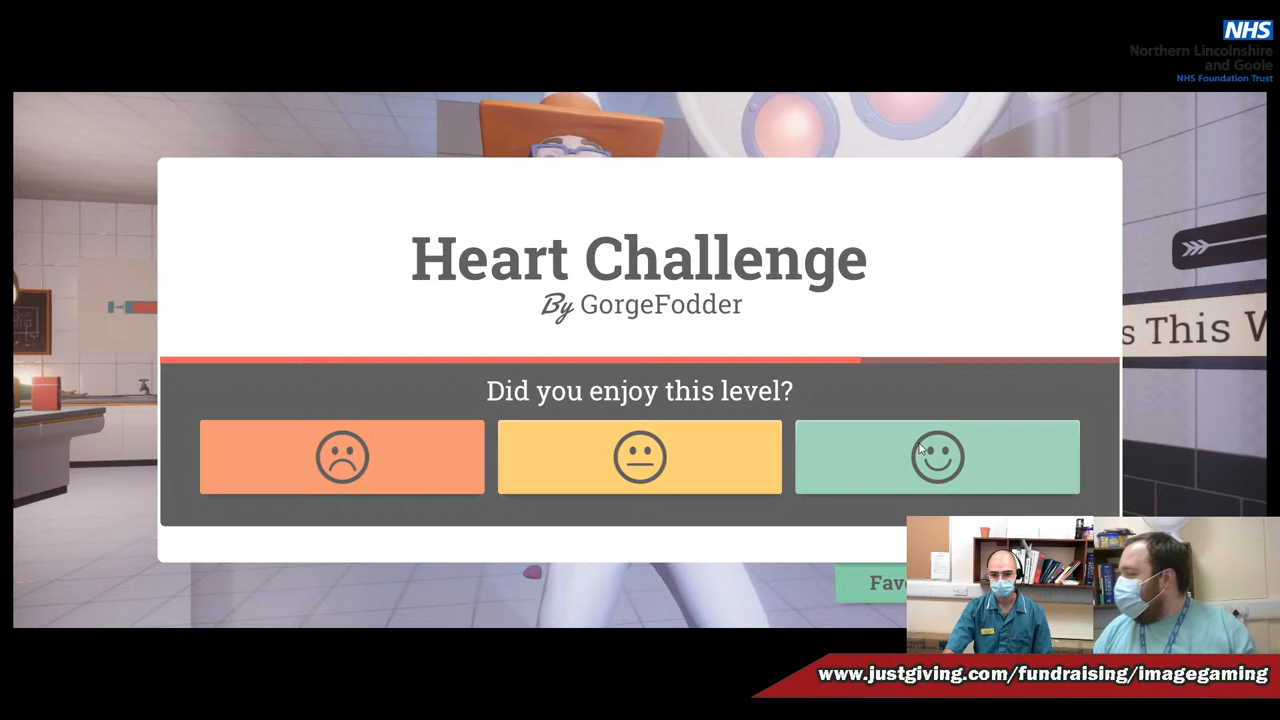 NHS
Northern Lincolnshire
and Goole
NHS Foundation Trust
Heart Challenge
By GorgeFodder
s This W
Did you enjoy this level?
Fav
www.justgiving.com/fundraising/imagegaming